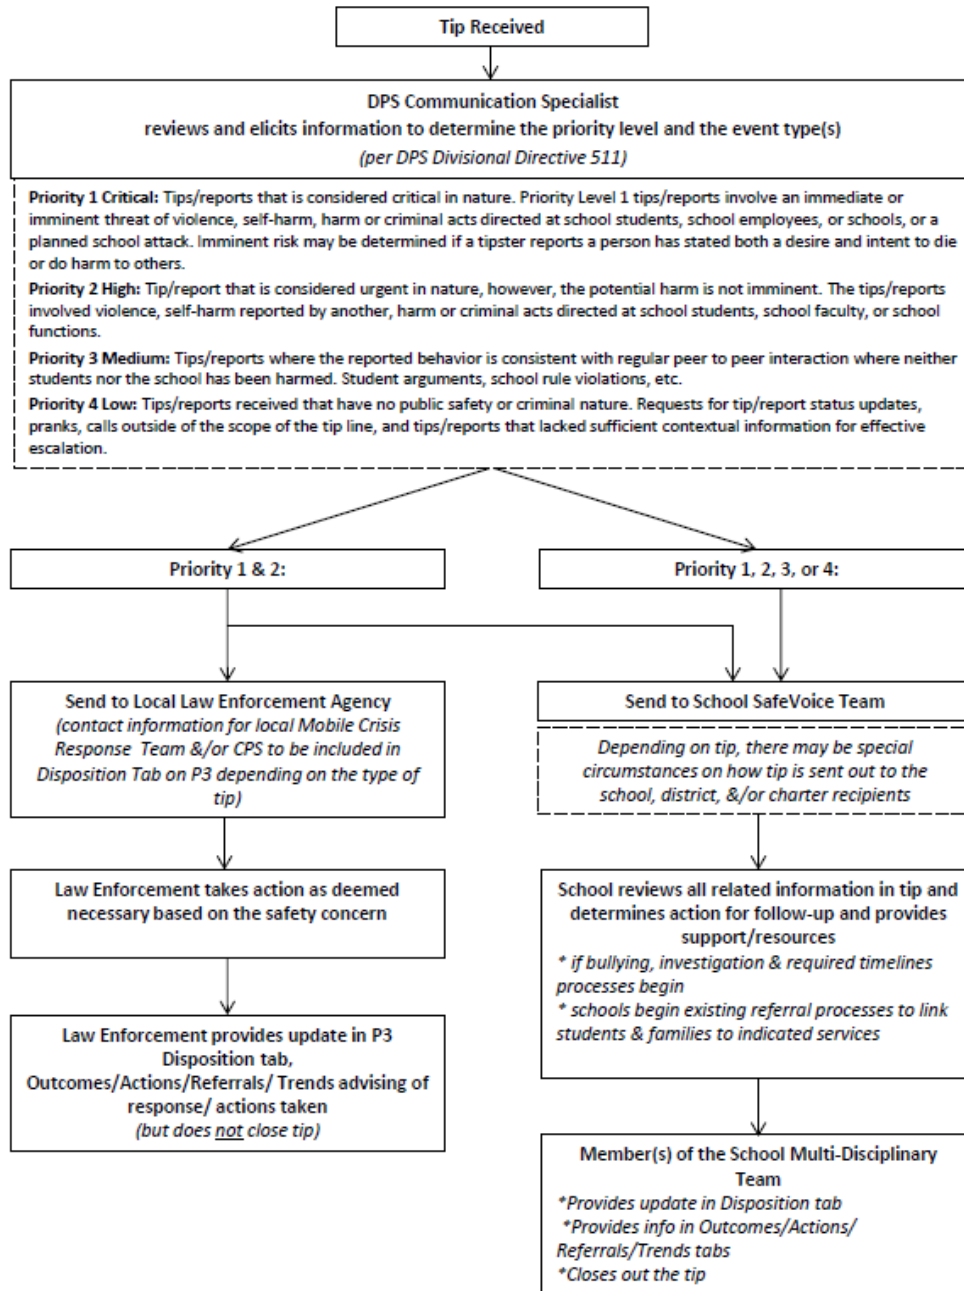 Tip Received
DPS Communication Specialist
reviews and elicits information to determine the priority level and the event type(s)
(per DPS Divisional Directive 511)
Priority 1 Critical: Tips/reports that is considered critical in nature. Priority Level 1 tips/reports involve an immediate or
imminent threat of violence, self-harm, harm or criminal acts directed at school students, school employees, or schools, or a
planned school attack. Imminent risk may be determined if a tipster reports a person has stated both a desire and intent to die
or do harm to others.
Priority 2 High: Tip/report that is considered urgent in nature, however, the potential harm is not imminent. The tips/reports
involved violence, self-harm reported by another, harm or criminal acts directed at school students, school faculty, or school
functions.
Priority 3 Medium: Tips/reports where the reported behavior is consistent with regular peer to peer interaction where neither
students nor the school has been harmed. Student arguments, school rule violations, etc.
Priority 4 Low: Tips/reports received that have no public safety or criminal nature. Requests for tip/report status updates,
pranks, calls outside of the scope of the tip line, and tips/reports that lacked sufficient contextual information for effective
escalation.
Priority 1 & 2:
Priority 1, 2, 3, or 4:
Send to Local Law Enforcement Agency
(contact information for local Mobile Crisis
Response Team &/or CPS to be included in
Disposition Tab on P3 depending on the type of
tip)
Send to School SafeVoice Team
Depending on tip, there may be special
circumstances on how tip is sent out to the
school, district, &/or charter recipients
Law Enforcement takes action as deemed
necessary based on the safety concern
School reviews all related information in tip and
determines action for follow-up and provides
support/resources
* if bullying, investigation & required timelines
processes begin
* schools begin existing referral processes to link
students & families to indicated services
Law Enforcement provides update in P3
Disposition tab,
Outcomes/Actions/Referrals/ Trends advising of
response/ actions taken
(but does not close tip)
Member(s) of the School Multi-Disciplinary
Team
*Provides update in Disposition tab
*Provides info in Outcomes/Actions/
Referrals/Trends tabs
*Closes out the tip